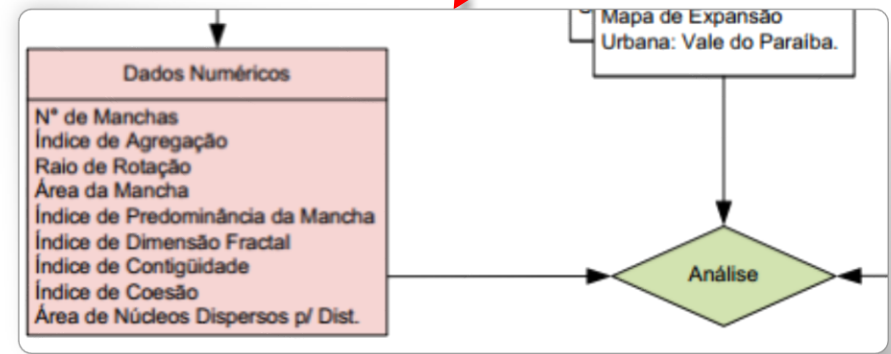 Mapa de Expansão
Urbana: Vale do Paraíba.
Dados Numéricos
N° de Manchas
Índice de Agregação
Raio de Rotação
Área da Mancha
Índice de Predominância da Mancha
Índice de Dimensão Fractal
Índice de Contigüidade
Índice de Coesão
Área de Núcleos Dispersos p/ Dist.
Análise